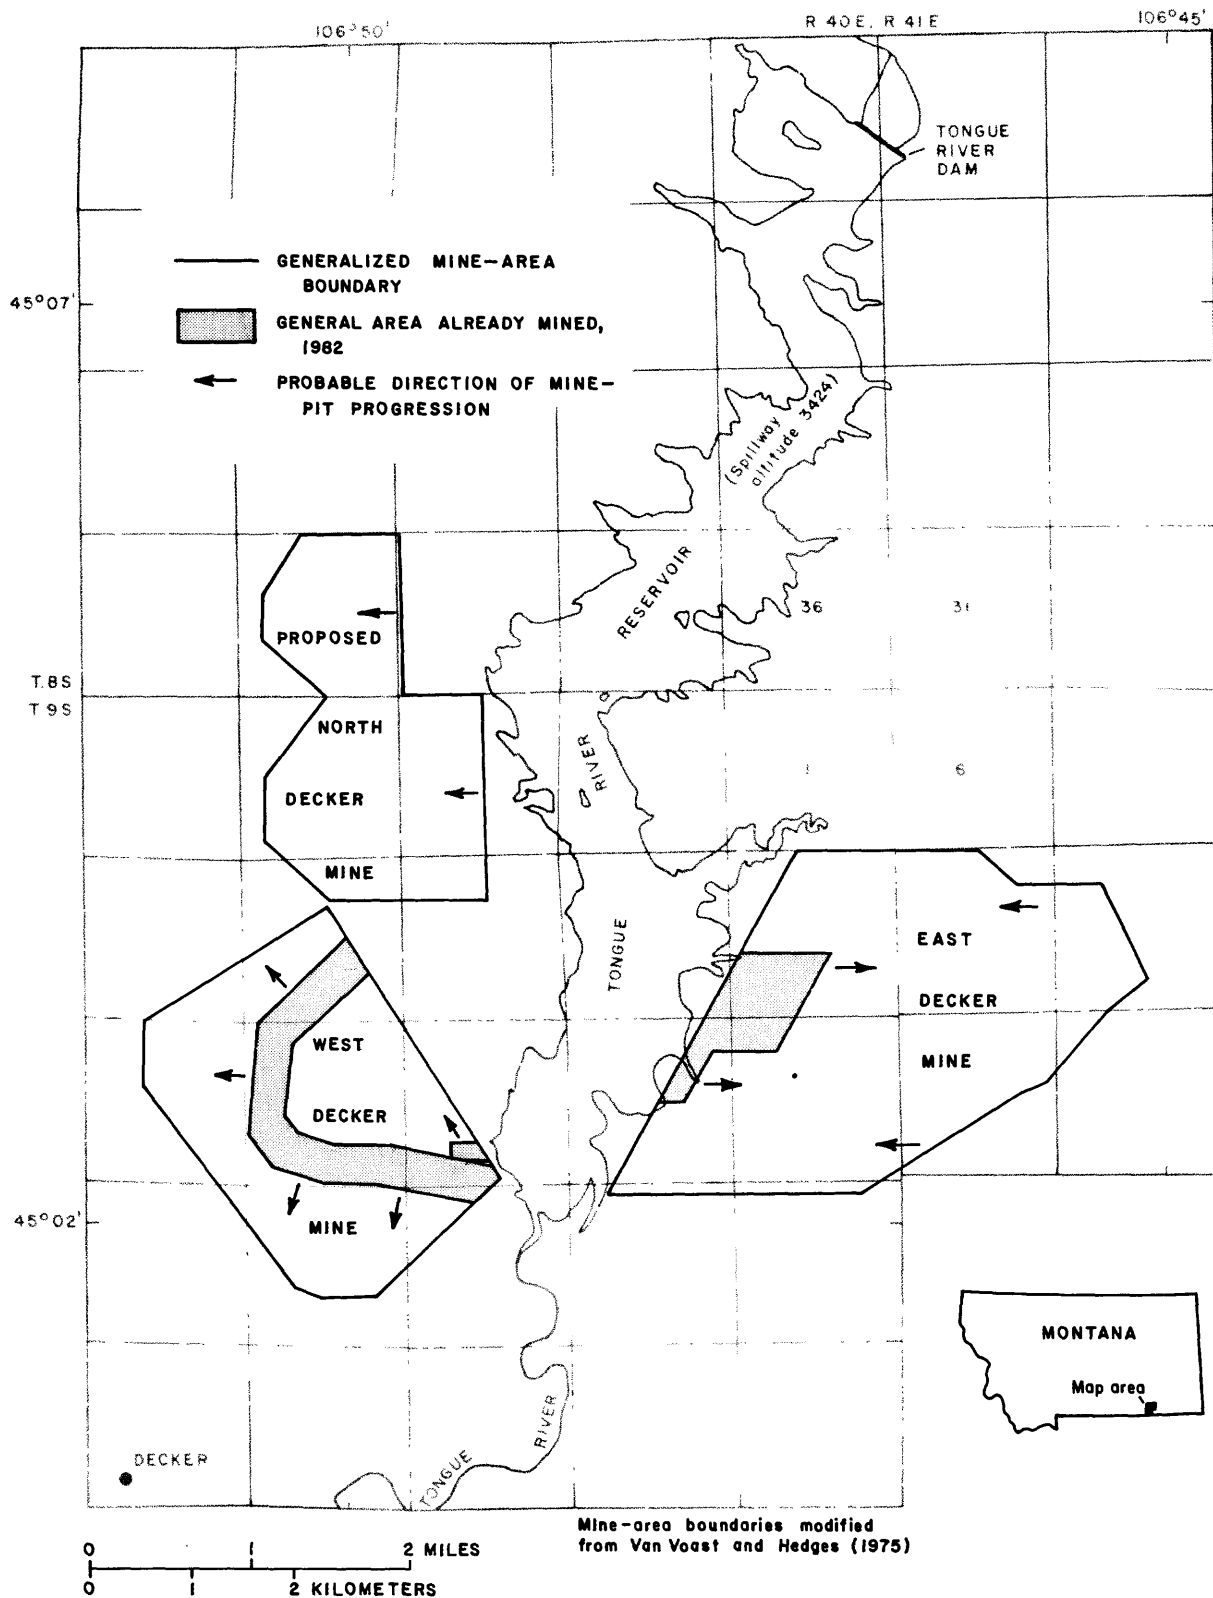 106°50'
R 40 E. R 41 E
106°45'
TONGUE
RIVER
DAM
GENERALIZED MINE-AREA
BOUNDARY
45°07'
GENERAL AREA ALREADY MINED,
1982
PROBABLE DIRECTION OF MINE-
PIT PROGRESSION
(Spillway
altitude 3424)
RESERVOIR
36
31
PROPOSED
T. 8 S
T 9 S
NORTH
RIVER
1
6
DECKER
MINE
EAST
TONGUE
DECKER
WEST
MINE
DECKER
45°02'
MINE
MONTANA
Map area
RIVER
DECKER
TONGUE
Mine-area boundaries modified
from Van Voast and Hedges (1975)
0 1 2 MILES
0 1 2 KILOMETERS